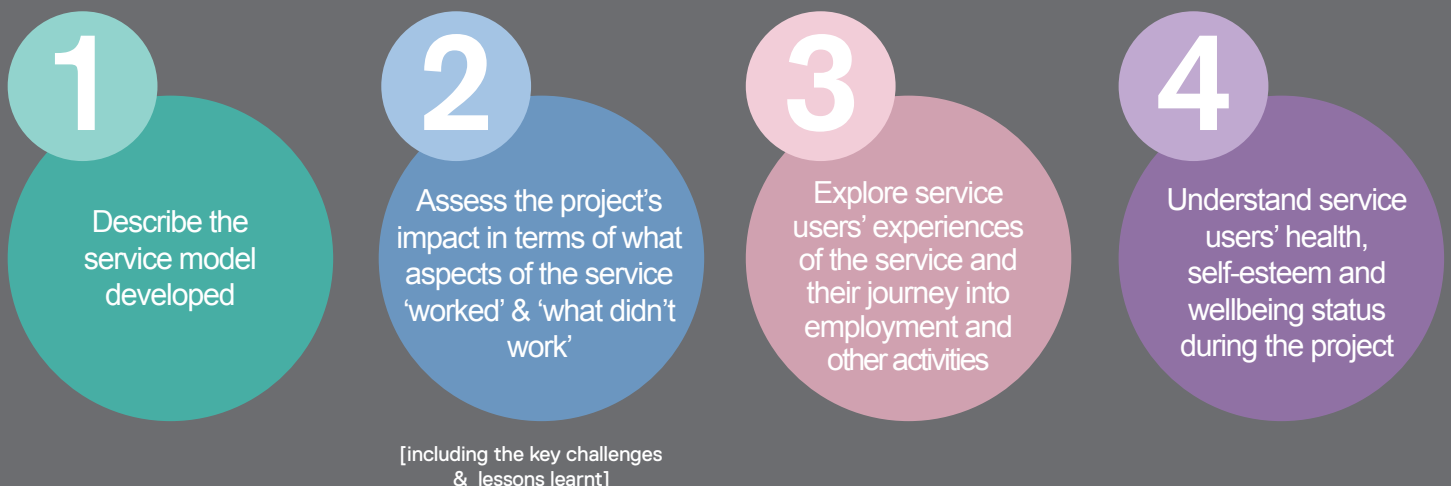 1
Describe the
service model
developed
2
Assess the project’s
impact in terms of what
aspects of the service
‘worked’ & ‘what didn’t
work’
[including the key challenges
& lessons learnt]
3
Explore service
users’ experiences
of the service and
their journey into
employment and
other activities
4
Understand service
users’ health,
self-esteem and
wellbeing status
during the project